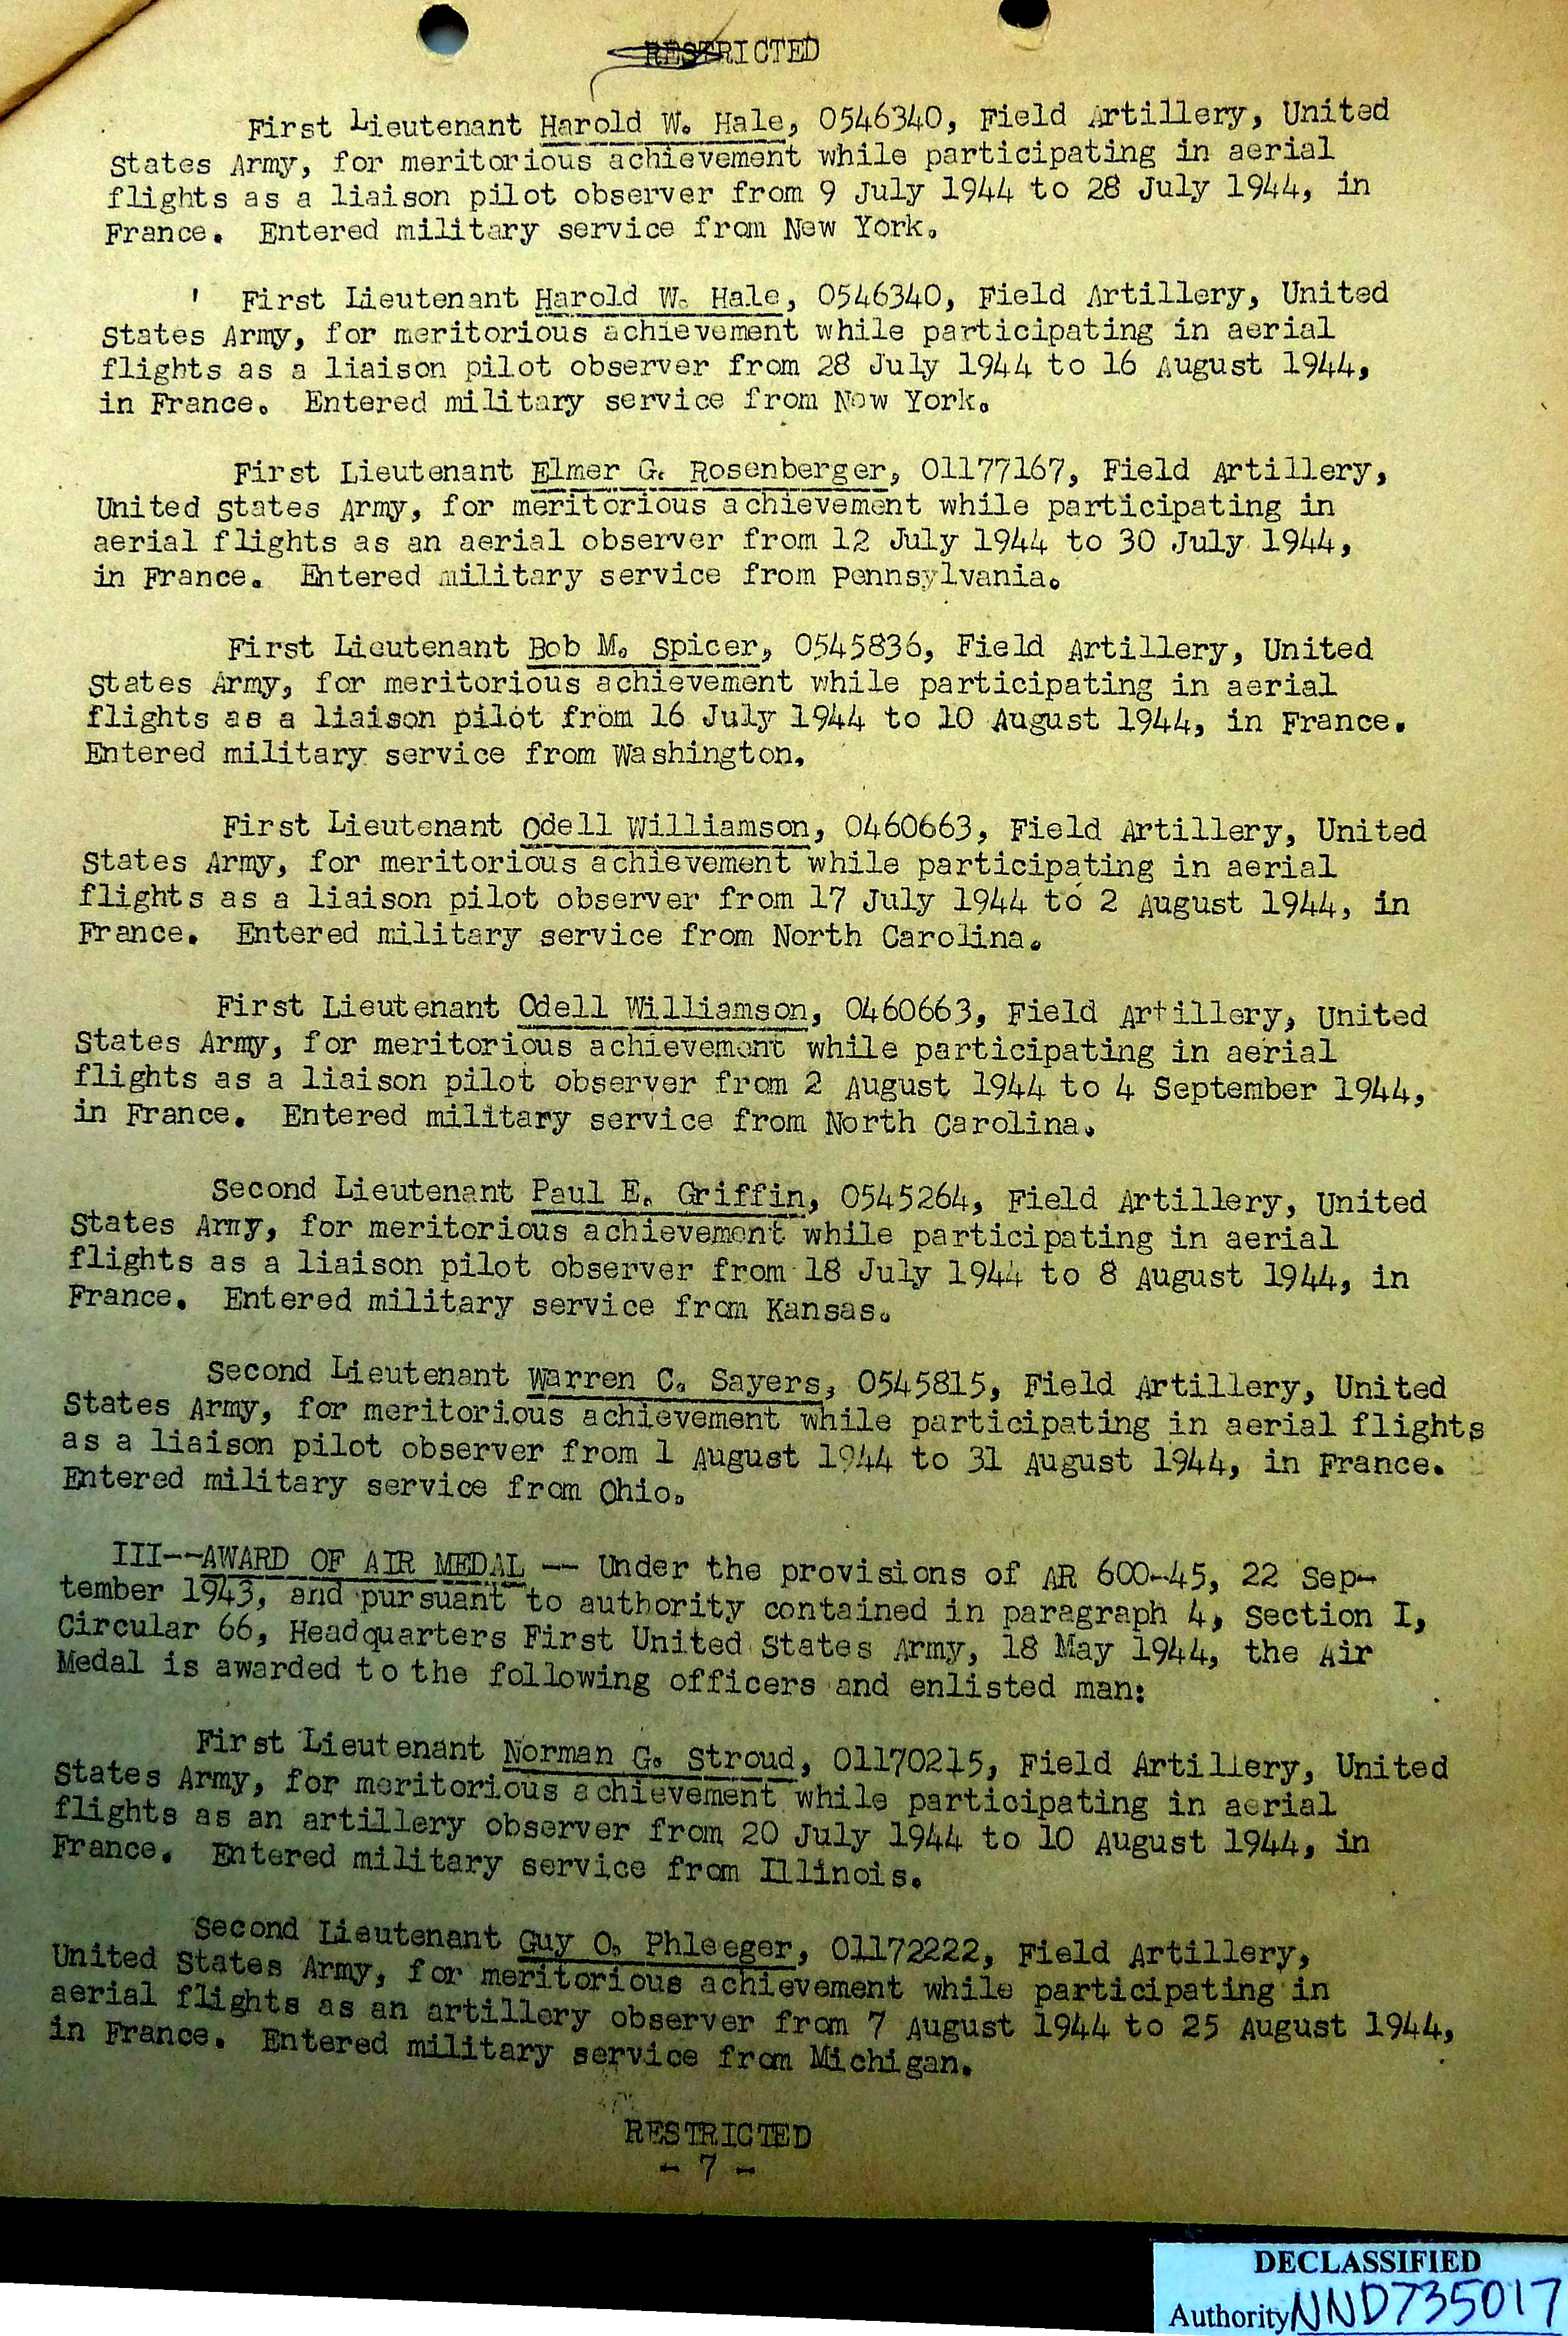 RESTRICTED
First Lieutenant Harold W. Hale, 0546340, Field Artillery, United
States Army, for meritorious achievement while participating in aerial
flights as a liaison pilot observer from 9 July 1944 to 28 July 1944, in
France. Entered military service from New York.
First Lieutenant Harold W. Hale, 0546340, Field Artillery, United
States Army, for meritorious achievement while participating in aerial
flights as a liaison pilot observer from 28 July 1944 to 16 August 1944,
in France. Entered military service from New York.
First Lieutenant Elmer G. Rosenberger, 01177167, Field Artillery,
United States Army, for meritorious achievement while participating in
aerial flights as an aerial observer from 12 July 1944 to 30 July 1944,
in France. Entered military service from Pennsylvania.
First Lieutenant Bob M. Spicer, 0545836, Field Artillery, United
States Army, for meritorious achievement while participating in aerial
flights as a liaison pilot from 16 July 1944 to 10 August 1944, in France.
Entered military service from Washington.
First Lieutenant Odell Williamson, 0460663, Field Artillery, United
States Army, for meritorious achievement while participating in aerial
flights as a liaison pilot observer from 17 July 1944 to 2 August 1944, in
France. Entered military service from North Carolina.
First Lieutenant Odell Williamson, 0460663, Field Artillery, United
States Army, for meritorious achievement while participating in aerial
flights as a liaison pilot observer from 2 August 1944 to 4 September 1944,
in France. Entered military service from North Carolina.
Second Lieutenant Paul E. Griffin, 0545264, Field Artillery, United
States Army, for meritorious achievement while participating in aerial
flights as a liaison pilot observer from 18 July 1944 to 8 August 1944, in
France. Entered military service from Kansas.
Second Lieutenant Warren C. Sayers, 0545815, Field Artillery, United
States Army, for meritorious achievement while participating in aerial flights
as a liaison pilot observer from 1 August 1944 to 31 August 1944, in France.
Entered military service from Ohio.
III--AWARD OF AIR MEDAL -- Under the provisions of AR 600-45, 22 Sep-
tember 1943, and pursuant to authority contained in paragraph 4, Section I,
Circular 66, Headquarters First United States Army, 18 May 1944, the Air
Medal is awarded to the following officers and enlisted man:
First Lieutenant Norman G. Stroud, 01170215, Field Artillery, United
States Army, for meritorious achievement while participating in aerial
flights as an artillery observer from 20 July 1944 to 10 August 1944, in
France. Entered military service from Illinois.
Second Lieutenant Guy O. Phleeger, 01172222, Field Artillery,
United States Army, for meritorious achievement while participating in
aerial flights as an artillery observer from 7 August 1944 to 25 August 1944,
in France. Entered military service from Michigan.
RESTRICTED
- 7 -
DECLASSIFIED
Authority NND735017